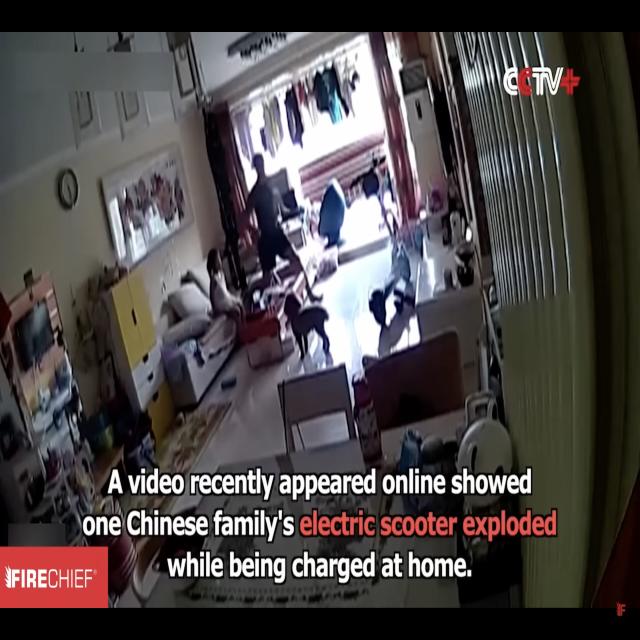 CCTV+
A video recently appeared online showed
one Chinese family's electric scooter exploded
while being charged at home.
FIRECHIEF®